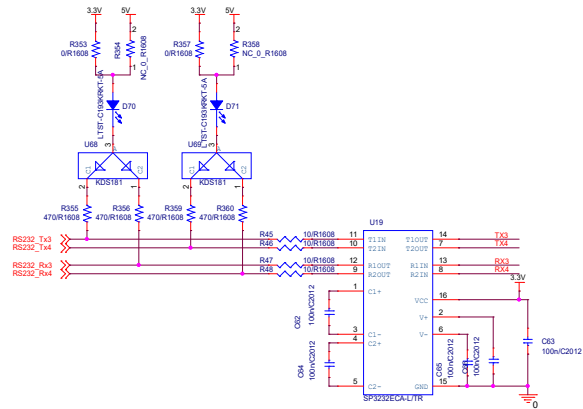 3.3V 5V 3.3V 5V
R353 0/R1608 R354 NC_0_R1608 2 1
R357 0/R1608 R358 NC_0_R1608 2 1
LTST-C193KRKT-5A D70
LTST-C193KRKT-5A D71
U68 3 A C1 C2 KDS181 2 1
U69 3 A C1 C2 KDS181 2 1
R355 470/R1608
R356 470/R1608
R359 470/R1608
R360 470/R1608
U19
RS232_Tx3 R45 10/R1608 11 T1IN T1OUT 14 TX3
RS232_Tx4 R46 10/R1608 10 T2IN T2OUT 7 TX4
RS232_Rx3 R47 10/R1608 12 R1OUT R1IN 13 RX3
RS232_Rx4 R48 10/R1608 9 R2OUT R2IN 8 RX4
3.3V
1 C1+ VCC 16
C62 100n/C2012 V+ 2
3 C1- V- 6
4 C2+
C63 100n/C2012
C64 100n/C2012
C65 100n/C2012
100n/C2012
5 C2- GND 15
SP3232ECA-L/TR
0